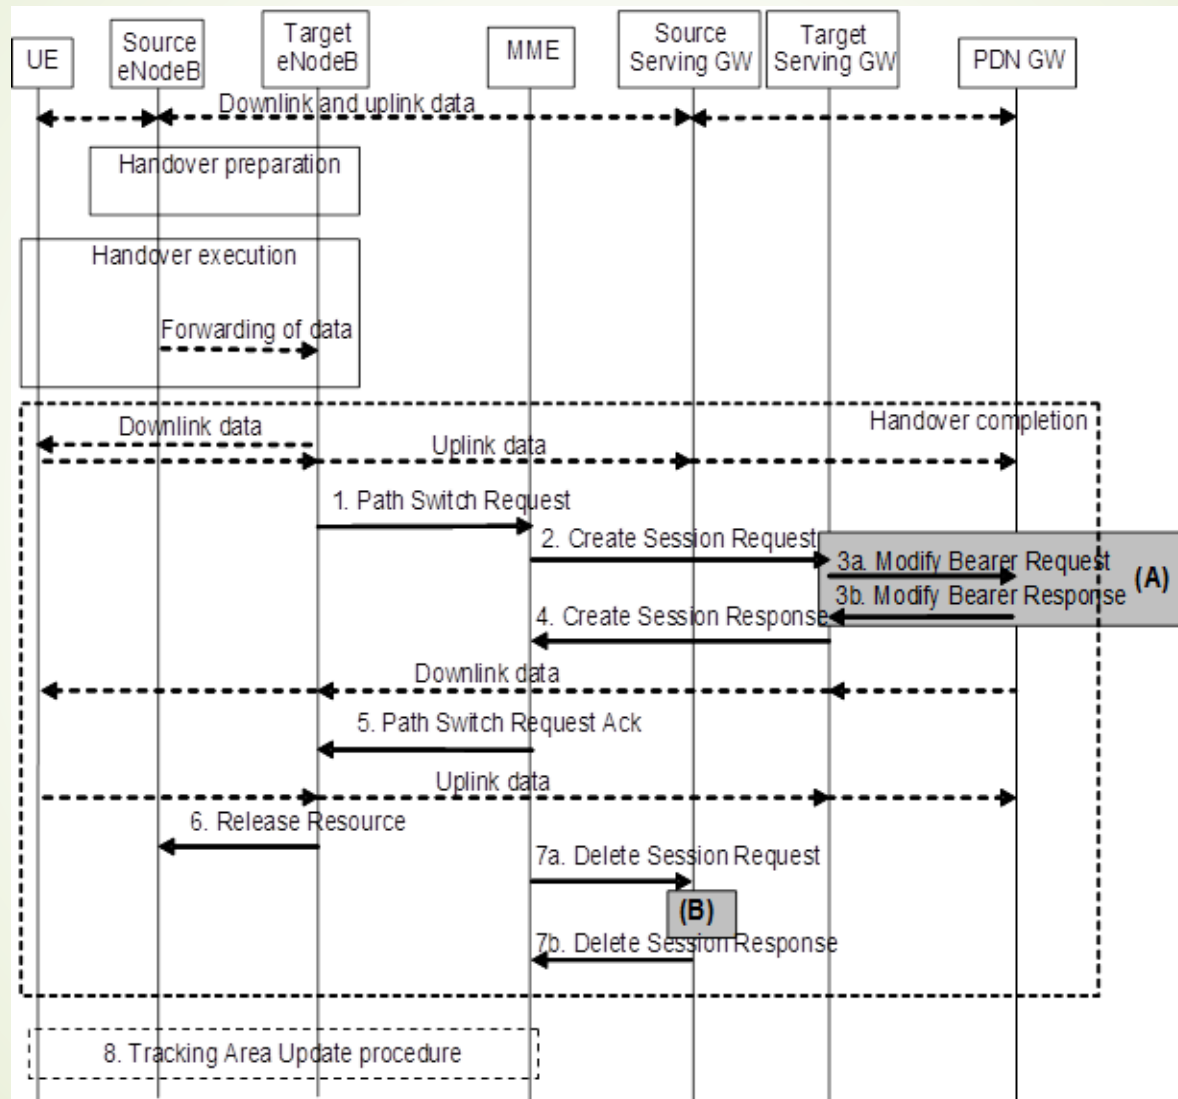 UE
Source
eNodeB
Target
eNodeB
MME
Source
Serving GW
Target
Serving GW
PDN GW
Downlink and uplink data
Handover preparation
Handover execution
Forwarding of data
Handover completion
Downlink data
Uplink data
1. Path Switch Request
2. Create Session Request
3a. Modify Bearer Request
(A)
3b. Modify Bearer Response
4. Create Session Response
Downlink data
5. Path Switch Request Ack
Uplink data
6. Release Resource
7a. Delete Session Request
(B)
7b. Delete Session Response
8. Tracking Area Update procedure